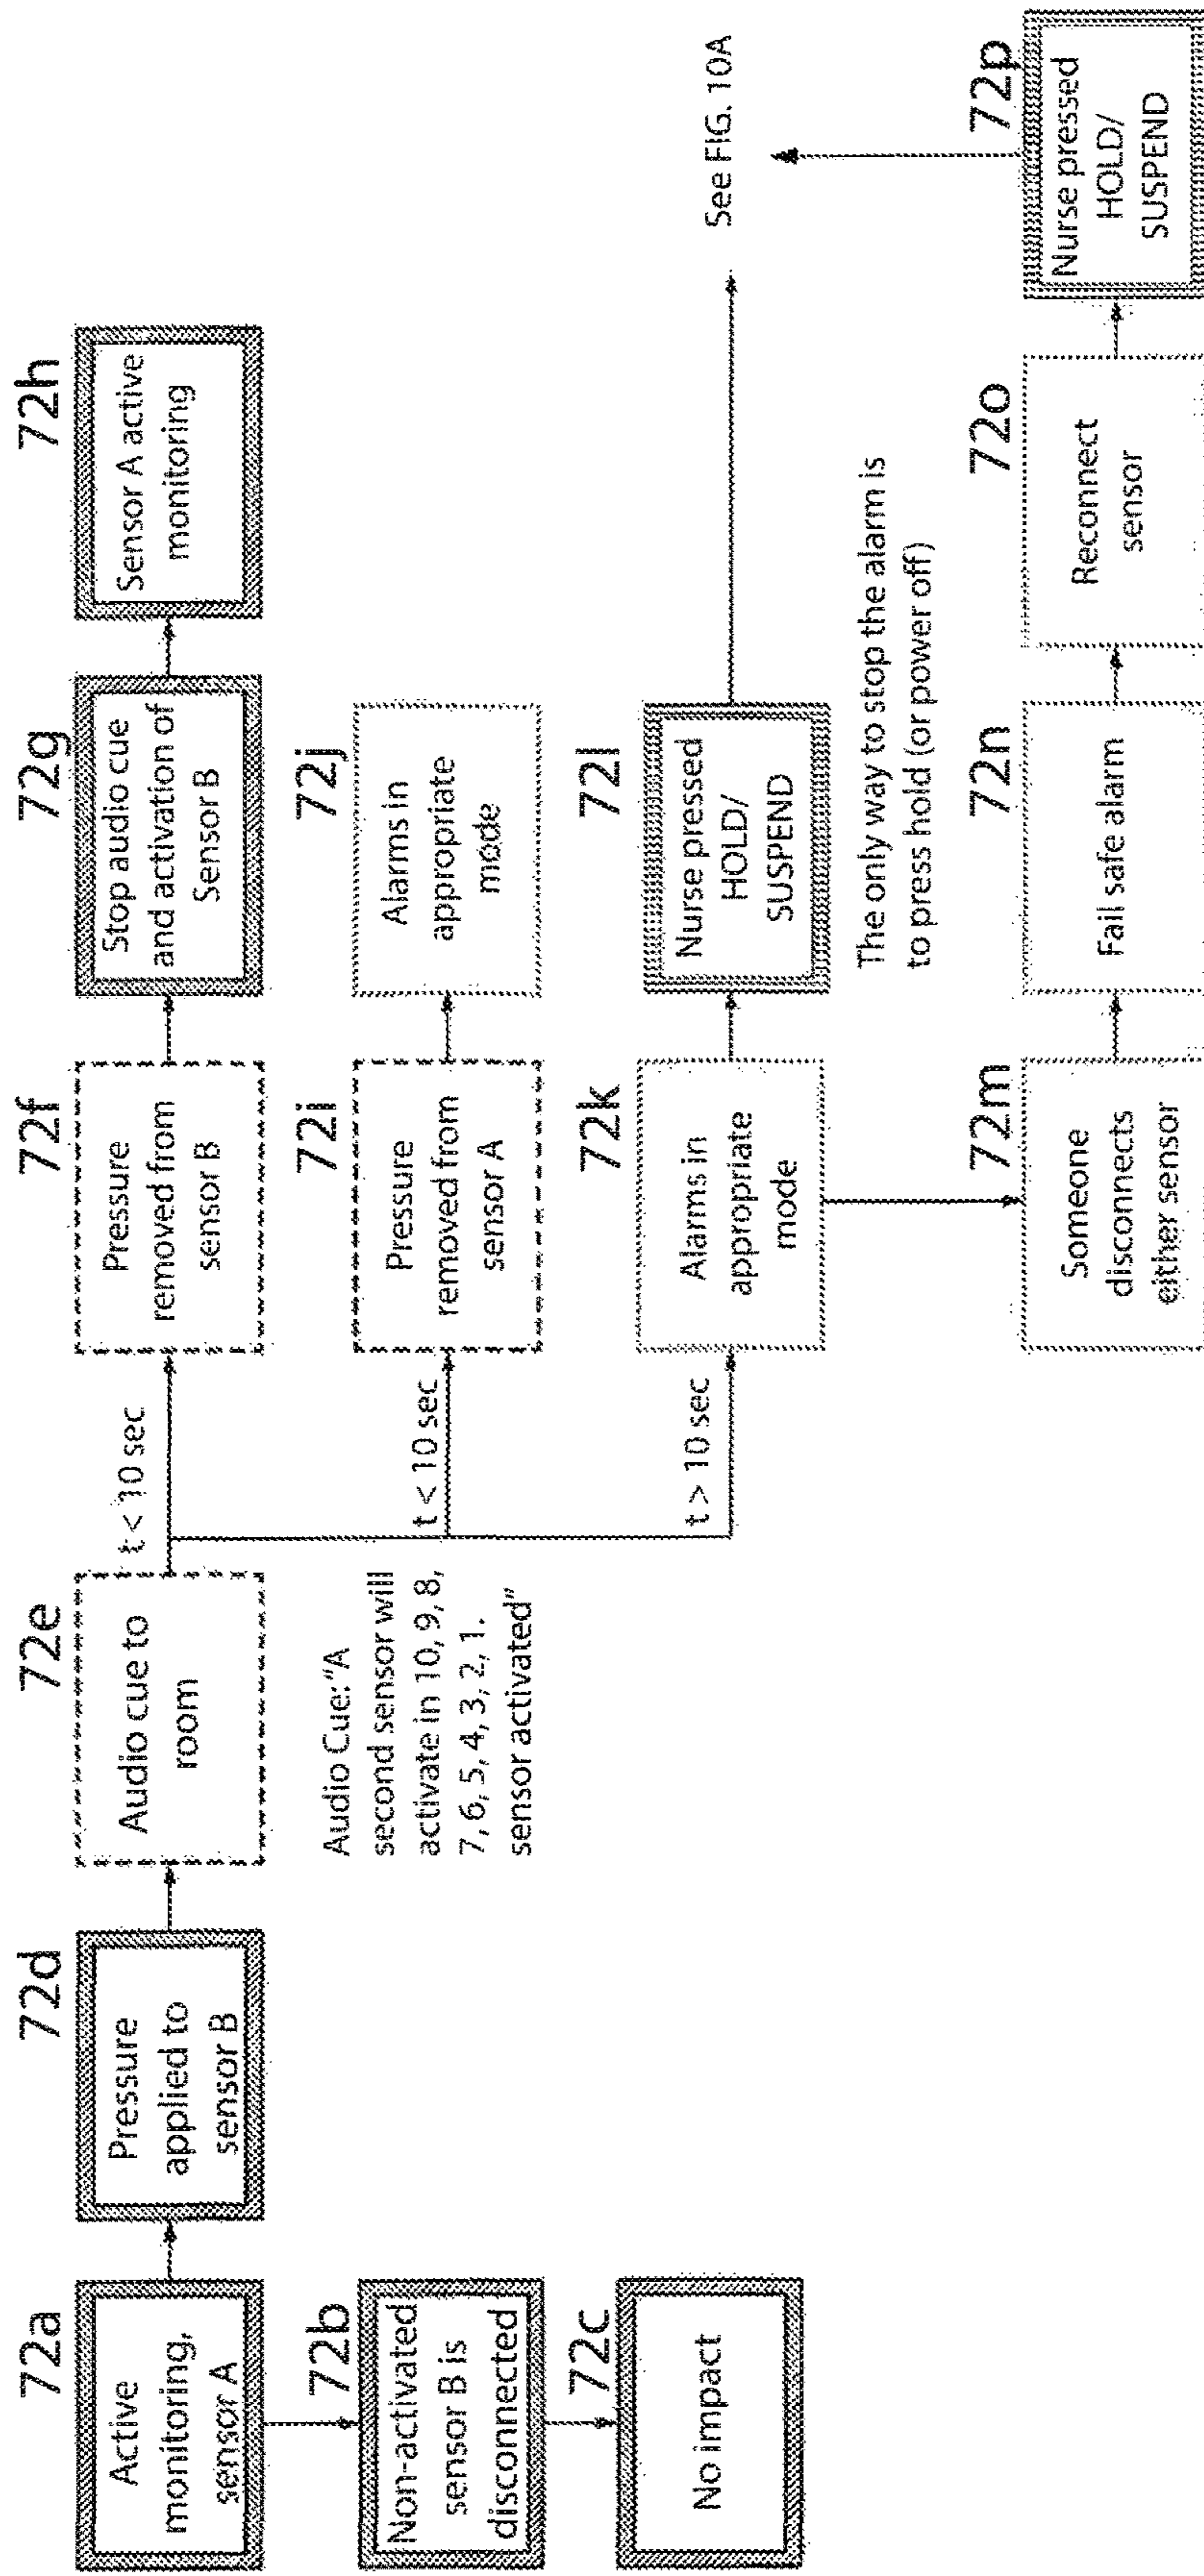 72a
Active
monitoring,
sensor A
72b
Non-activated
sensor B is
disconnected
72c
No impact
72d
Pressure
applied to
sensor B
72e
Audio cue to
room
Audio Cue: "A
second sensor will
activate in 10, 9, 8,
7, 6, 5, 4, 3, 2, 1.
sensor activated"
t < 10 sec
72f
Pressure
removed from
sensor B
72g
Stop audio cue
and activation of
Sensor B
72h
Sensor A active
monitoring
t < 10 sec
72i
Pressure
removed from
sensor A
72j
Alarms in
appropriate
mode
t > 10 sec
72k
Alarms in
appropriate
mode
72l
Nurse pressed
HOLD/
SUSPEND
See FIG. 10A
The only way to stop the alarm is
to press hold (or power off)
72m
Someone
disconnects
either sensor
72n
Fail safe alarm
72o
Reconnect
sensor
72p
Nurse pressed
HOLD/
SUSPEND